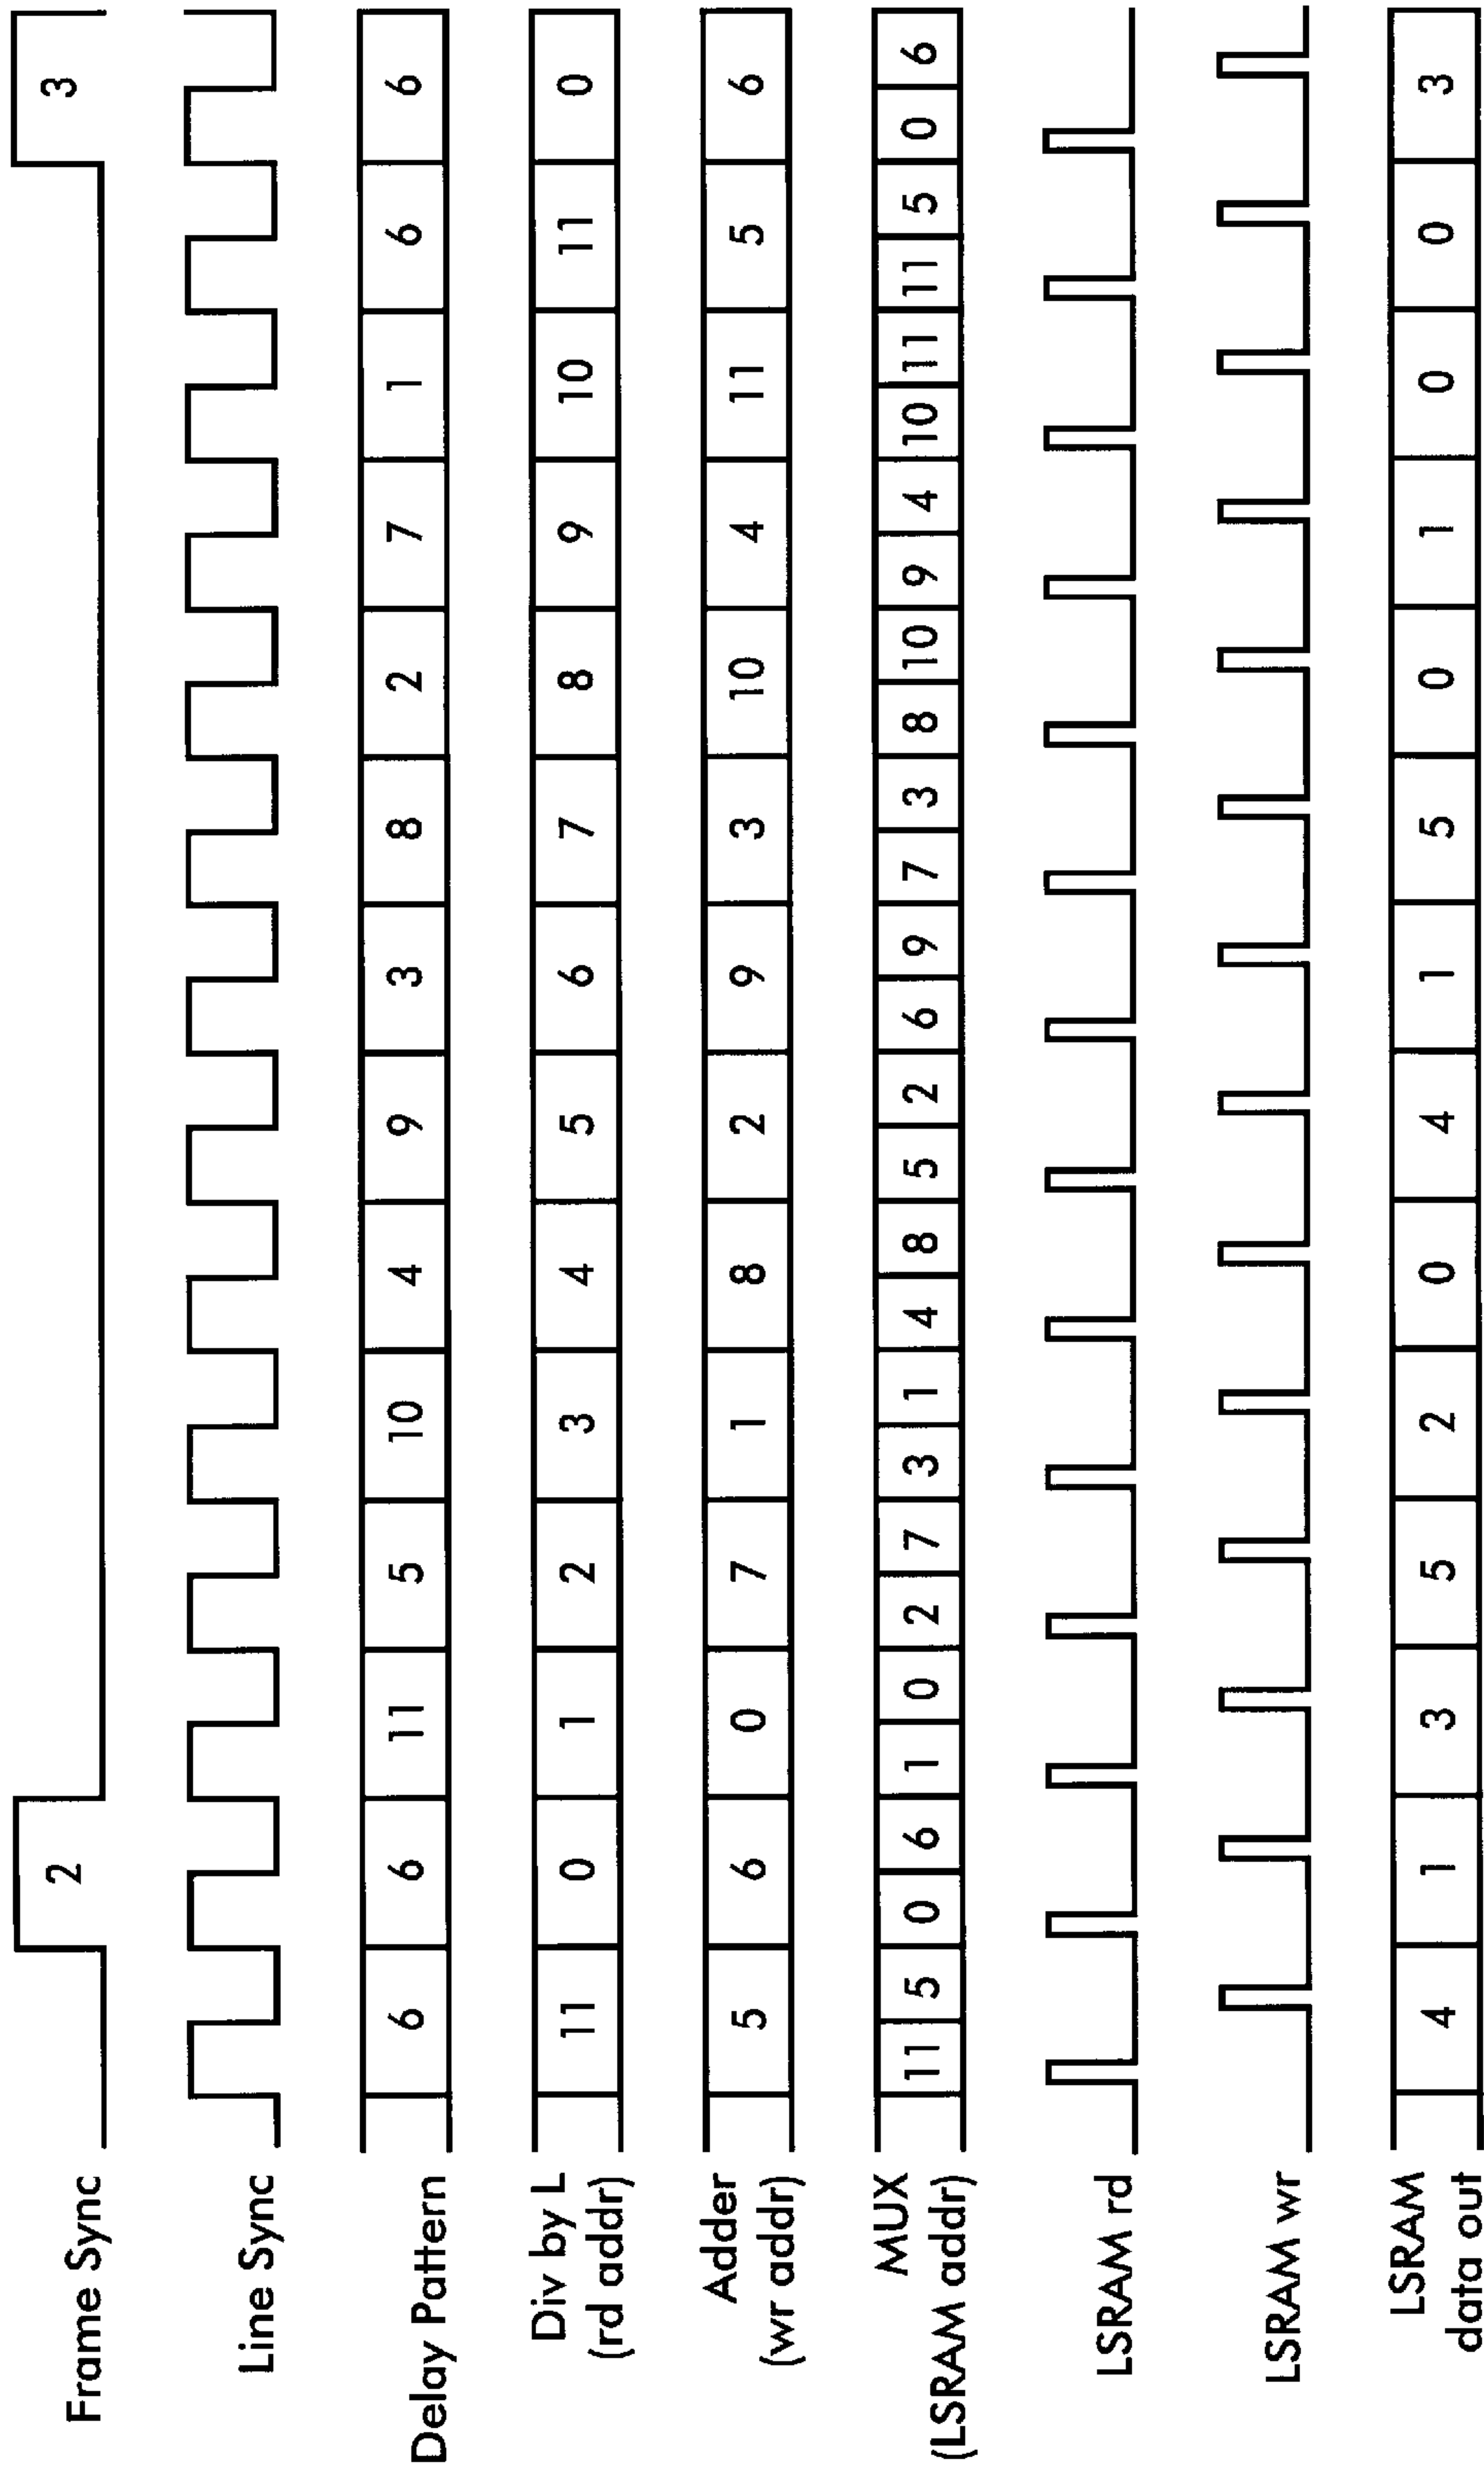 Frame Sync 2 3
Line Sync
Delay Pattern 6 6 11 5 10 4 9 3 8 2 7 1 6 6
Div by L
(rd addr) 11 0 1 2 3 4 5 6 7 8 9 10 11 0
Adder
(wr addr) 5 6 0 7 1 8 2 9 3 10 4 11 5 6
MUX
(LSRAM addr) 11 5 0 6 1 0 2 7 3 1 4 8 5 2 6 9 7 3 8 10 9 4 10 11 11 5 0 6
LSRAM rd
LSRAM wr
LSRAM
data out 4 1 3 5 2 0 4 1 5 0 1 0 0 3